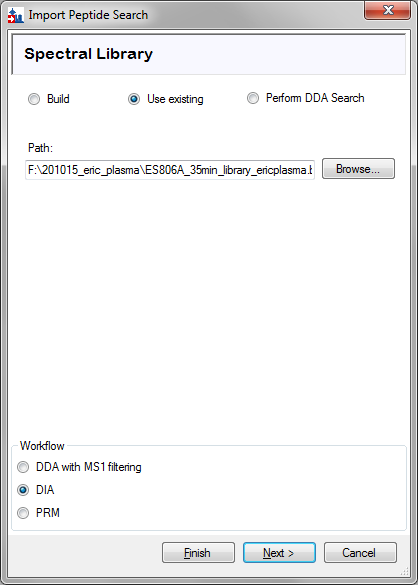 Import Peptide Search
Spectral Library
Build
Use existing
Perform DDA Search
Path:
F:\201015_eric_plasma\ES806A_35min_library_ericplasma.b
Browse...
Workflow
DDA with MS1 filtering
DIA
PRM
Finish
Next >
Cancel